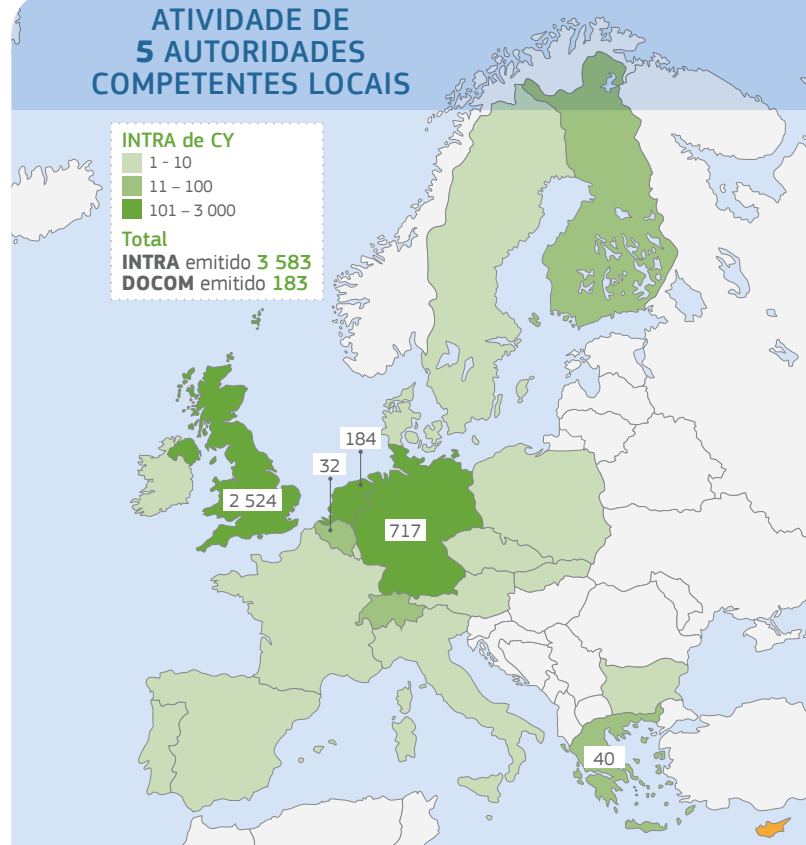 ATIVIDADE DE
5 AUTORIDADES
COMPETENTES LOCAIS
INTRA de CY
1 - 10
11 – 100
101 – 3 000
Total
INTRA emitido 3 583
DOCOM emitido 183
184
32
2 524
717
40